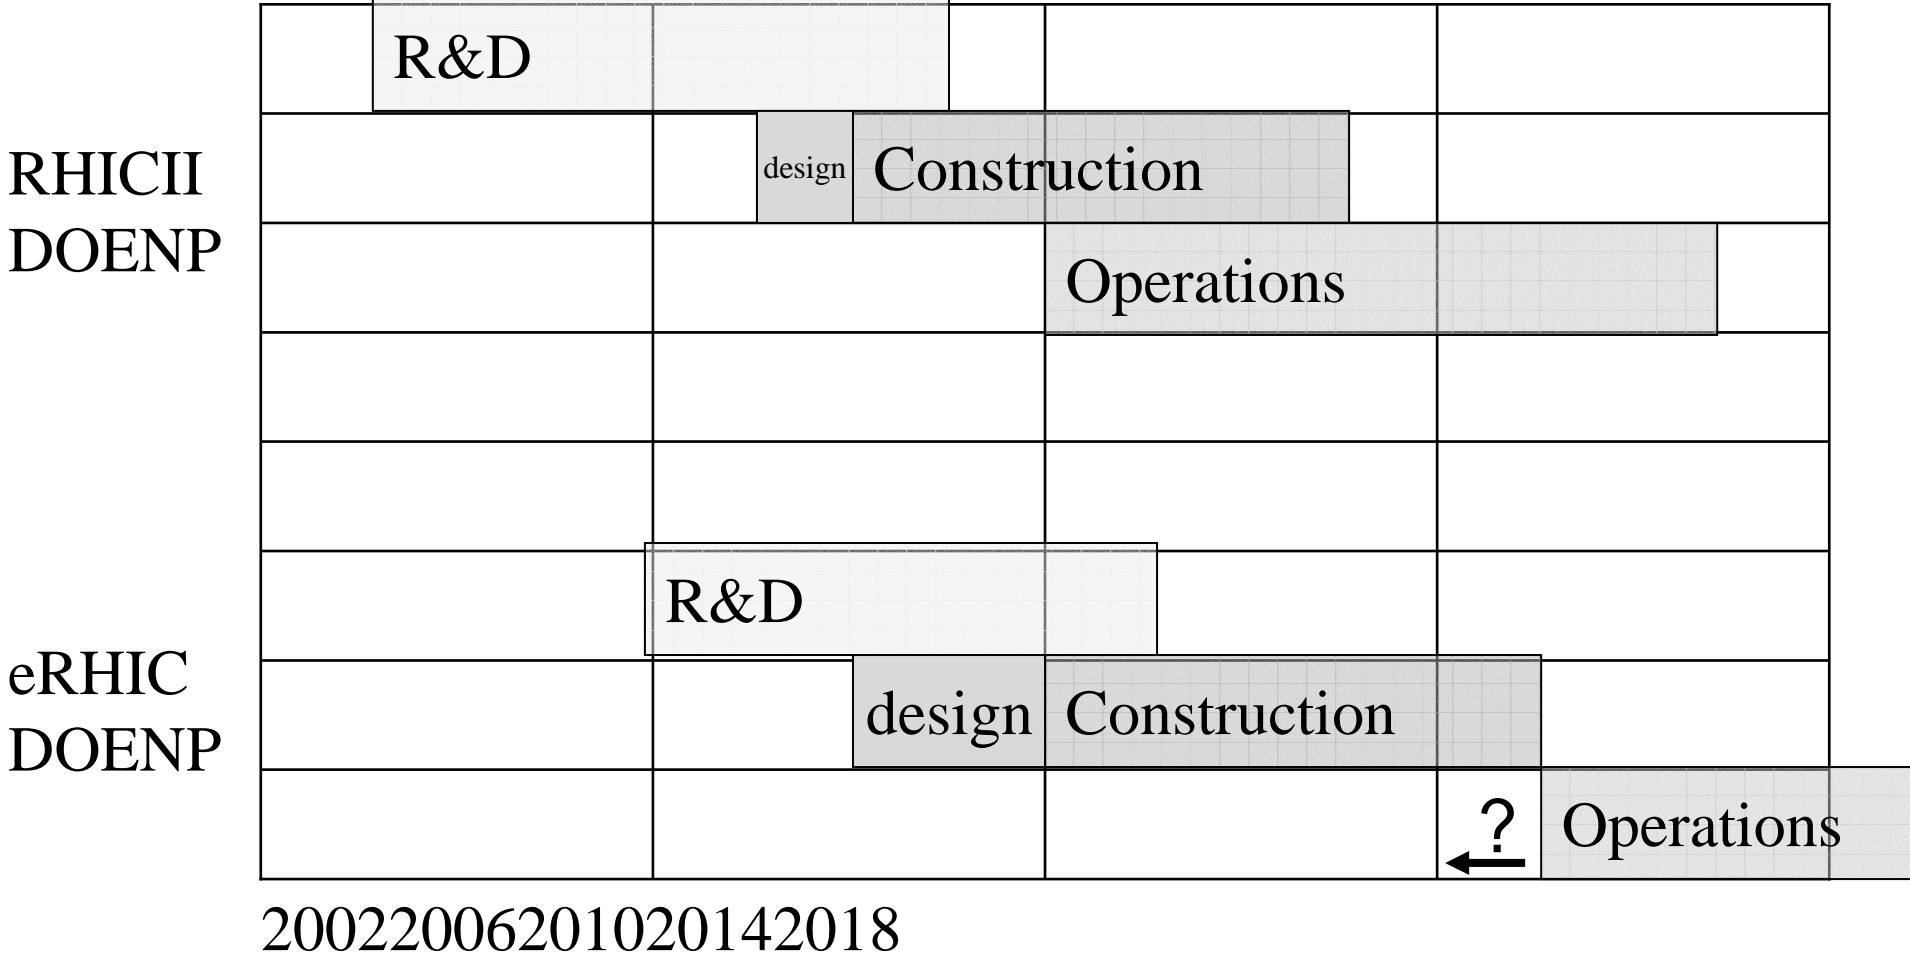 R&D
design Construction
RHICII
DOENP
Operations
R&D
eRHIC
DOENP
design Construction
?
Operations
20022006201020142018